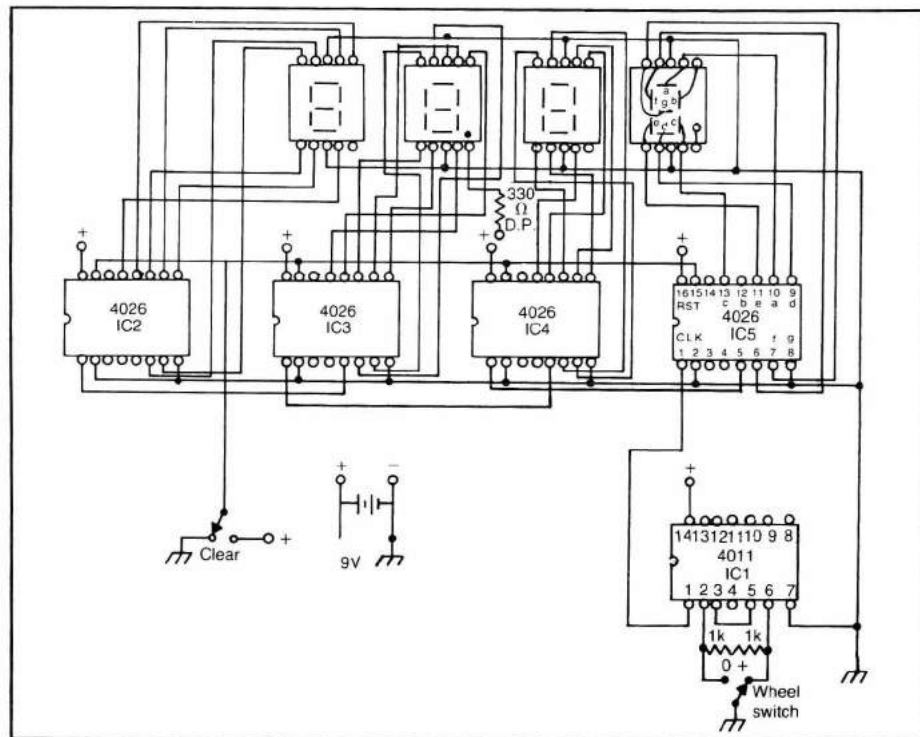 a
f g b
e d c
330
Ω
D.P.
+
+
+
+
4026
IC2
4026
IC3
4026
IC4
16 15 14 13 12 11 10 9
RST c b e a d
4026
IC5
CLK f g
1 2 3 4 5 6 7 8
+ −
9V
Clear
+
+
14 13 12 11 10 9 8
4011
IC1
1 2 3 4 5 6 7
1k 1k
0 +
Wheel
switch